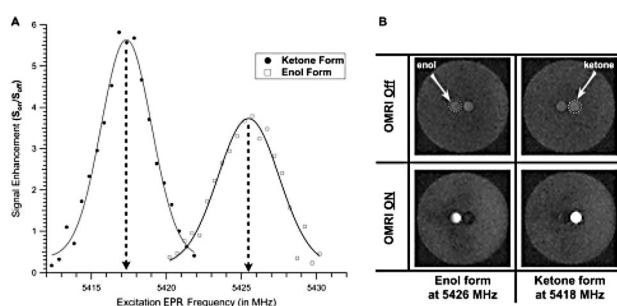 A
Signal Enhancement (Son/Soff)
6
5
4
3
2
1
0
5415
5420
5425
5430
Excitation EPR Frequency (in MHz)
Ketone Form
Enol Form
B
OMRI Off
enol
ketone
OMRI ON
Enol form
at 5426 MHz
Ketone form
at 5418 MHz